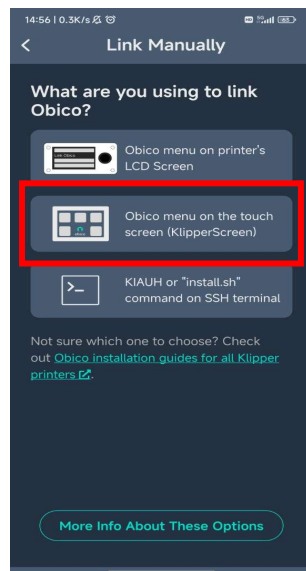 14:56 | 0.3K/s
Link Manually
What are you using to link
Obico?
Obico menu on printer's
LCD Screen
Obico menu on the touch
screen (KlipperScreen)
>_
KIAUH or "install.sh"
command on SSH terminal
Not sure which one to choose? Check
out Obico installation guides for all Klipper
printers.
More Info About These Options